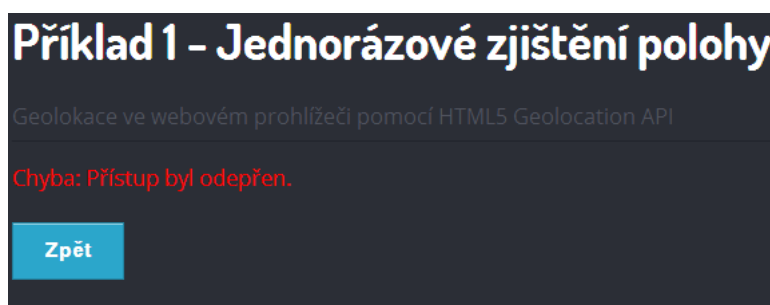 Příklad 1 - Jednorázové zjištění polohy
Geolokace ve webovém prohlížeči pomocí HTML5 Geolocation API
Chyba: Přístup byl odepřen.
Zpět